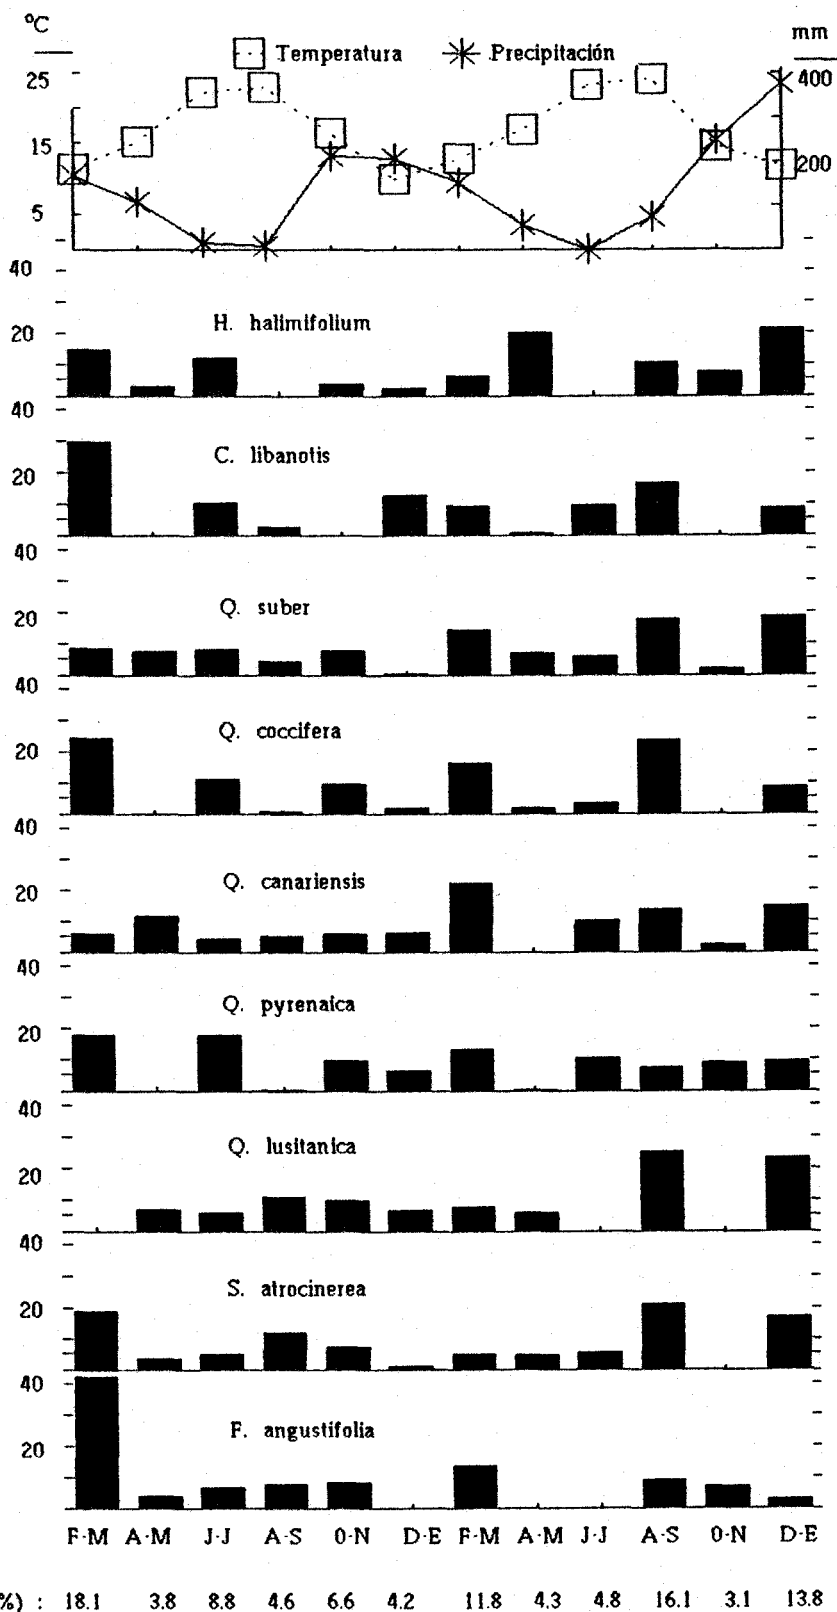 °C
mm
Temperatura Precipitación
25 400
15 200
5
40
H. halimifolium
20
40
C. libanotis
20
40
Q. suber
20
40
Q. coccifera
20
40
Q. canariensis
20
40
Q. pyrenaica
20
40
Q. lusitanica
20
40
S. atrocinerea
20
40
F. angustifolia
20
F-M A-M J-J A-S O-N D-E F-M A-M J-J A-S O-N D-E
%) : 18.1 3.8 8.8 4.6 6.6 4.2 11.8 4.3 4.8 16.1 3.1 13.8